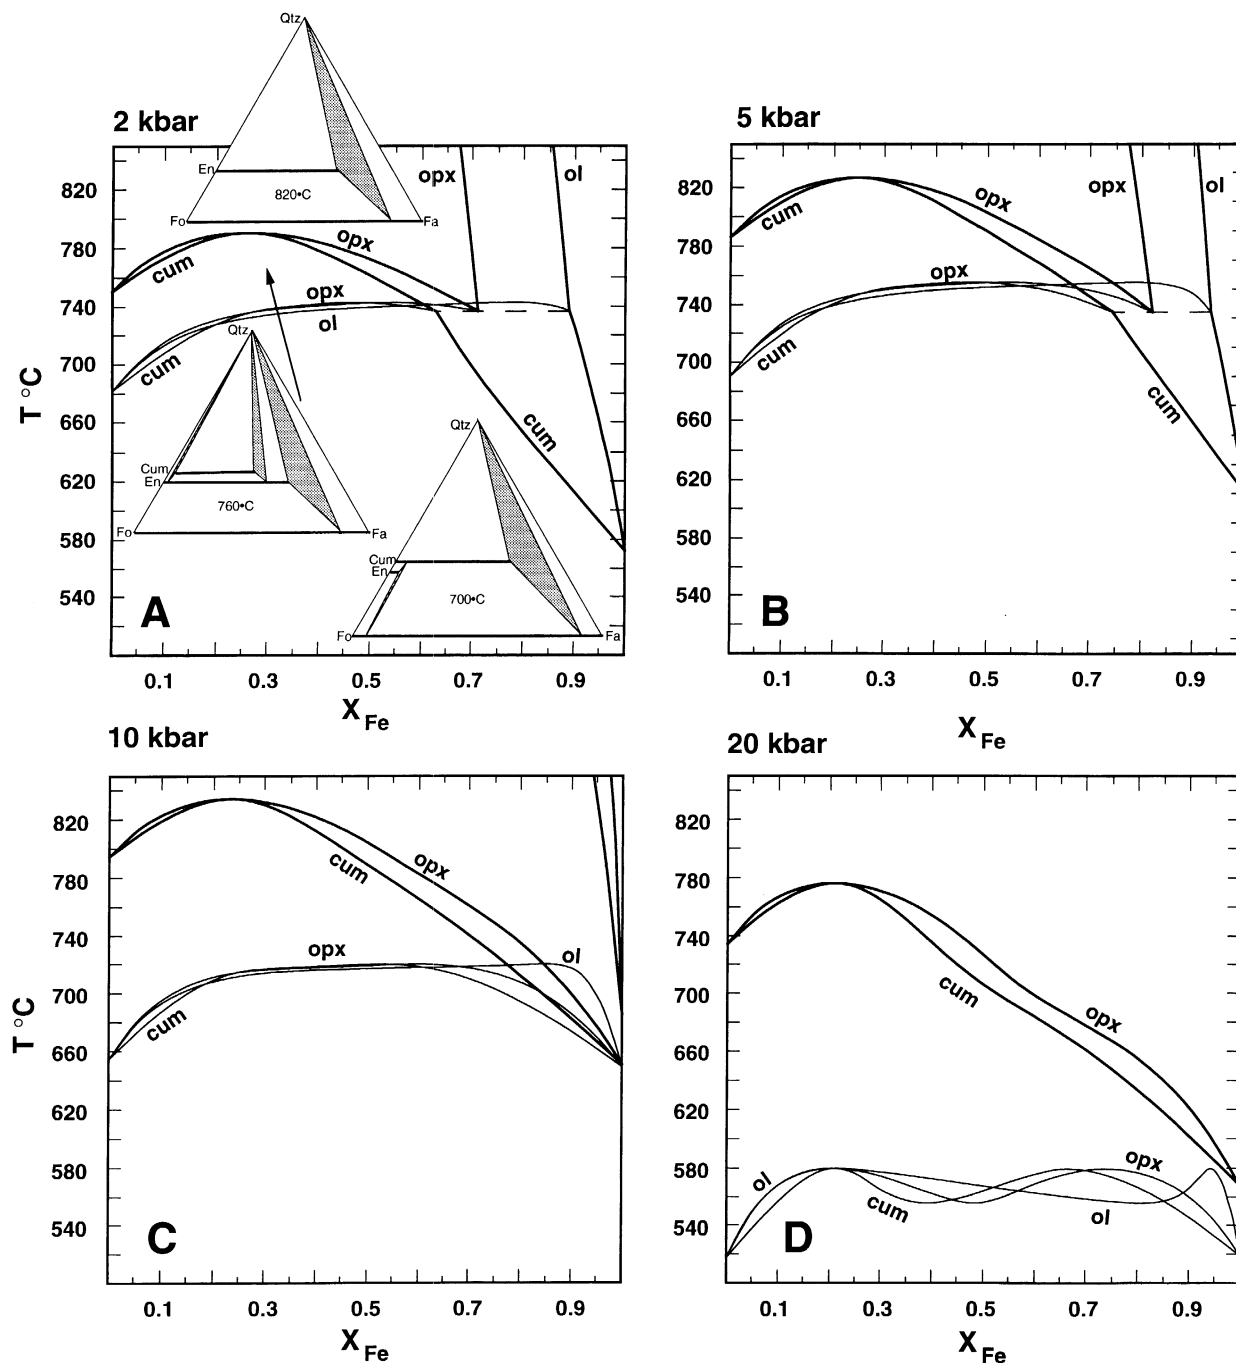 Qtz
2 kbar
5 kbar
En
820•C
Fo
Fa
opx
ol
opx
ol
820
780
740
700
660
620
580
540
T °C
cum
opx
opx
ol
cum
cum
Qtz
Cum
En
760•C
Fo
Fa
Qtz
Cum
En
700•C
Fo
Fa
A
0.1
0.3
0.5
0.7
0.9
X Fe
820
780
740
700
660
620
580
540
cum
opx
opx
cum
cum
B
0.1
0.3
0.5
0.7
0.9
X Fe
10 kbar
20 kbar
820
780
740
700
660
620
580
540
T °C
cum
opx
opx
ol
cum
C
0.1
0.3
0.5
0.7
0.9
X Fe
820
780
740
700
660
620
580
540
cum
opx
ol
cum
opx
ol
D
0.1
0.3
0.5
0.7
0.9
X Fe